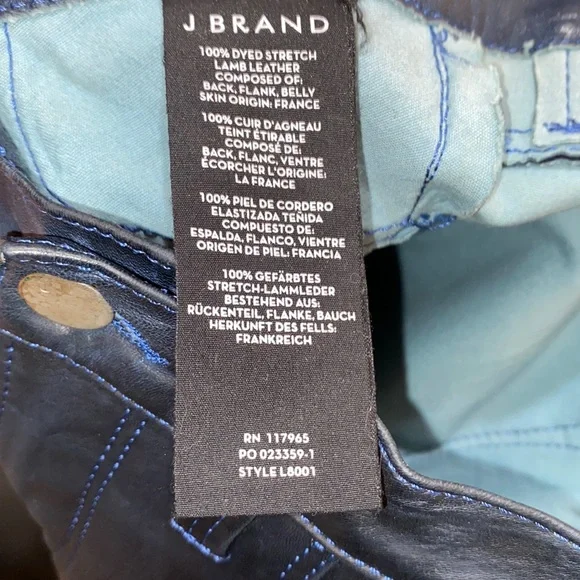 J BRAND
100% DYED STRETCH
LAMB LEATHER
COMPOSED OF:
BACK, FLANK, BELLY
SKIN ORIGIN: FRANCE
100% CUIR D'AGNEAU
TEINT ÉTIRABLE
COMPOSÉ DE:
BACK, FLANC, VENTRE
ÉCORCHER L'ORIGINE:
LA FRANCE
100% PIEL DE CORDERO
ELASTIZADA TEÑIDA
COMPUESTO DE:
ESPALDA, FLANCO, VIENTRE
ORIGEN DE PIEL: FRANCIA
100% GEFÄRBTES
STRETCH-LAMMLEDER
BESTEHEND AUS:
RÜCKENTEIL, FLANKE, BAUCH
HERKUNFT DES FELLS:
FRANKREICH
RN 117965
PO 023359-1
STYLE L8001